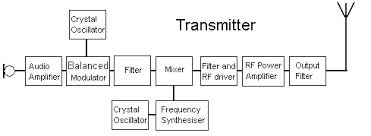 Crystal
Oscillator
Transmitter
Audio
Amplifier
Balanced
Modulator
Filter
Mixer
Filter and
RF driver
RF Power
Amplifier
Output
Filter
Crystal
Oscillator
Frequency
Synthesiser